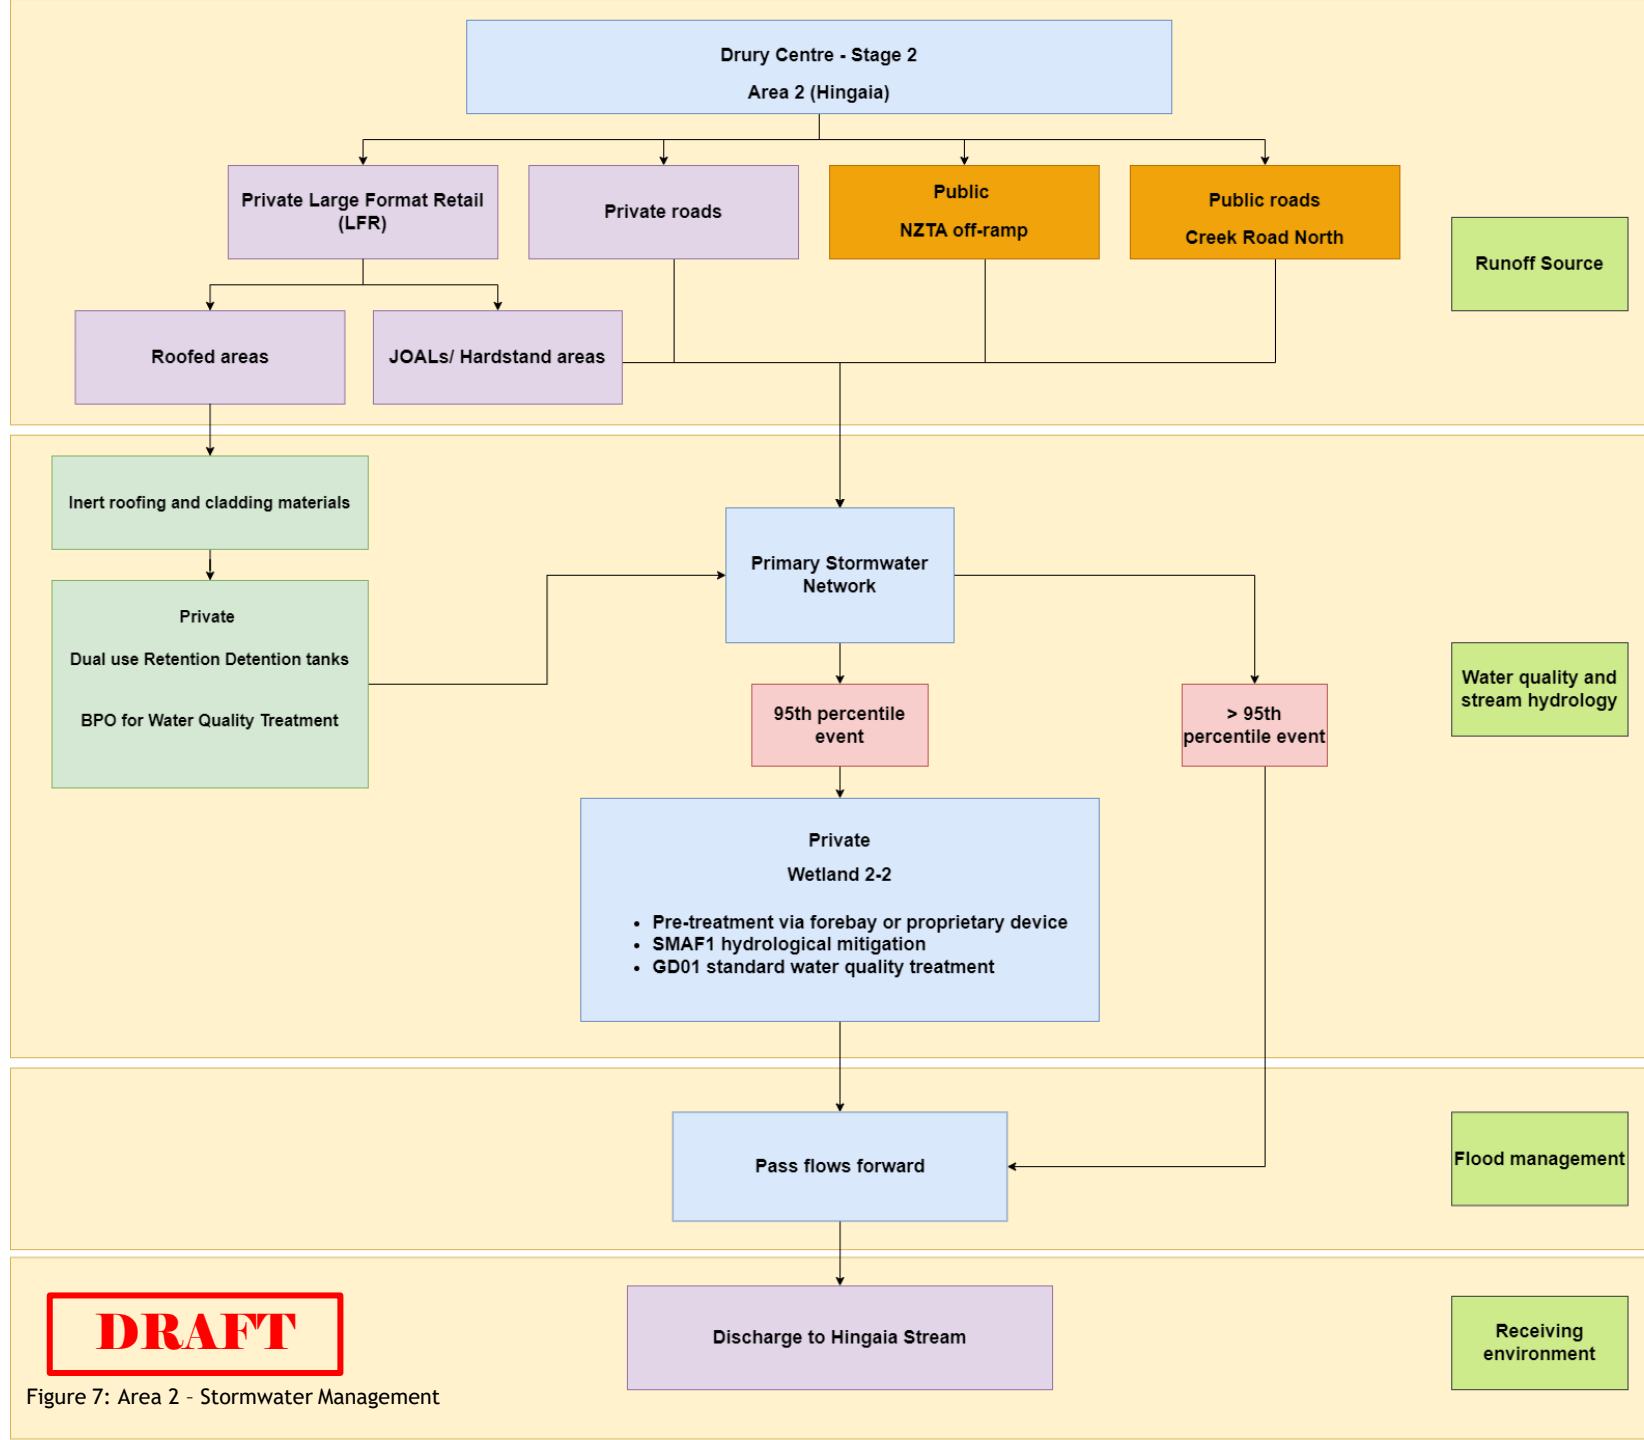 Drury Centre - Stage 2
Area 2 (Hingaia)
Private Large Format Retail
(LFR)
Private roads
Public
NZTA off-ramp
Public roads
Creek Road North
Runoff Source
Roofed areas
JOALs/ Hardstand areas
Inert roofing and cladding materials
Private
Dual use Retention Detention tanks
BPO for Water Quality Treatment
Primary Stormwater
Network
95th percentile
event
> 95th
percentile event
Water quality and
stream hydrology
Private
Wetland 2-2
• Pre-treatment via forebay or proprietary device
• SMAF1 hydrological mitigation
• GD01 standard water quality treatment
Pass flows forward
Flood management
Discharge to Hingaia Stream
Receiving
environment
DRAFT
Figure 7: Area 2 – Stormwater Management